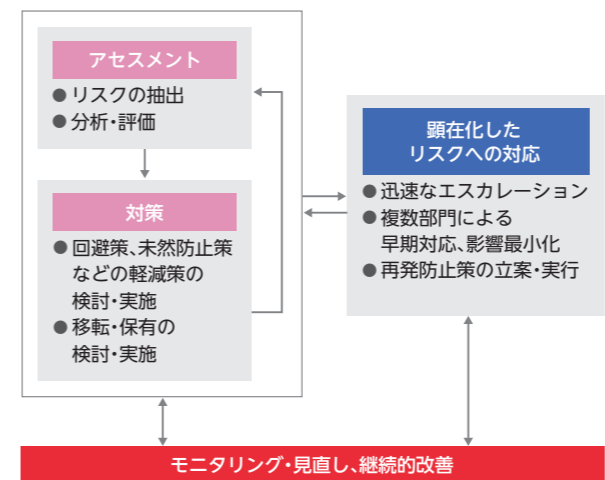 アセスメント
●リスクの抽出
●分析・評価
対策
●回避策、未然防止策
などの軽減策の
検討・実施
●移転・保有の
検討・実施
顕在化した
リスクへの対応
●迅速なエスカレーション
●複数部門による
早期対応、影響最小化
●再発防止策の立案・実行
モニタリング・見直し、継続的改善